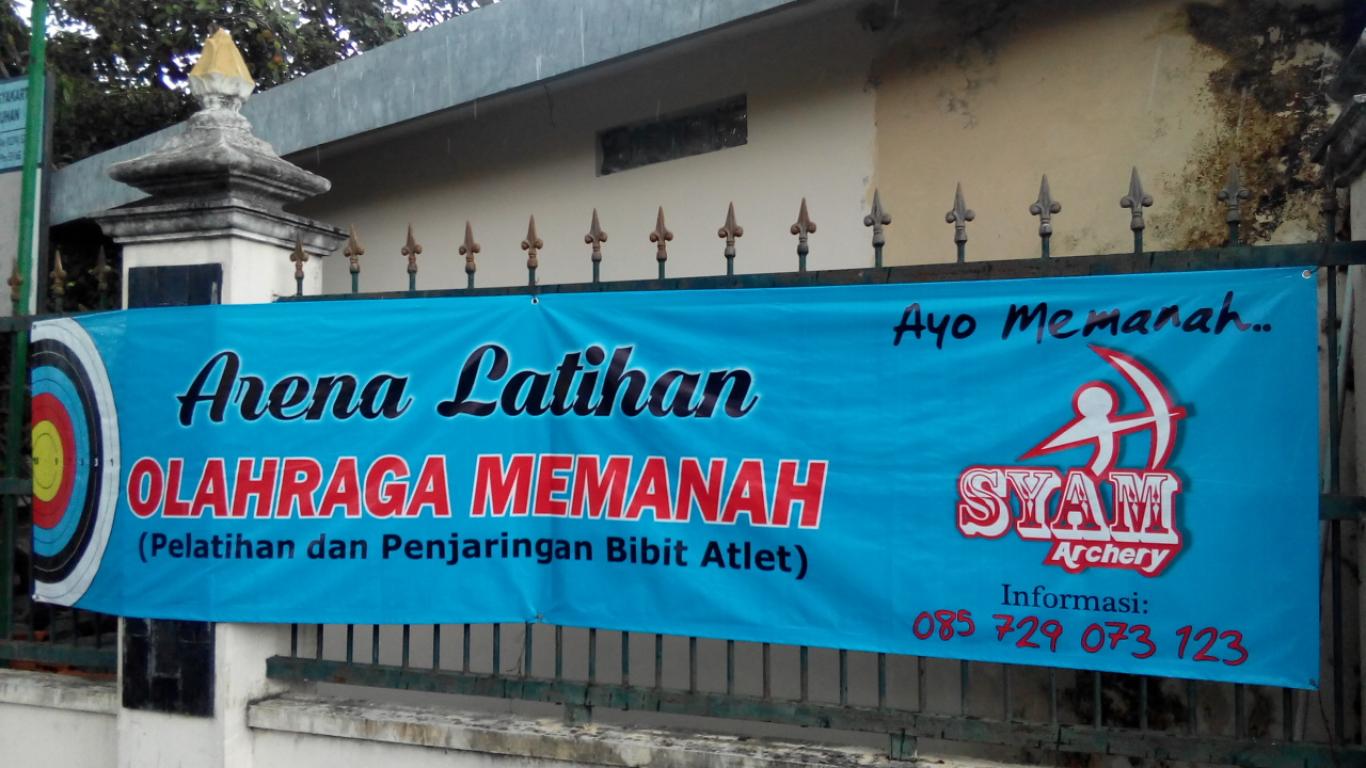 Arena Latihan
OLAHRAGA MEMANAH
(Pelatihan dan Penjaringan Bibit Atlet)
Ayo Memanah..
SYAM
Archery
Informasi:
085 729 073 123